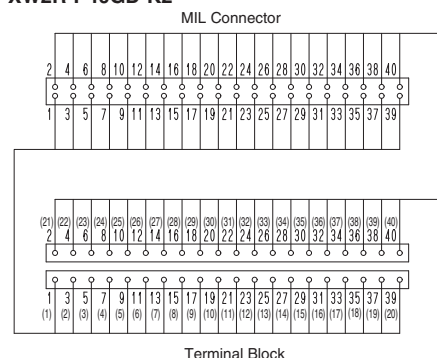 MIL Connector
2 4 6 8 10 12 14 16 18 20 22 24 26 28 30 32 34 36 38 40
1 3 5 7 9 11 13 15 17 19 21 23 25 27 29 31 33 35 37 39
(21) (22) (23) (24) (25) (26) (27) (28) (29) (30) (31) (32) (33) (34) (35) (36) (37) (38) (39) (40)
2 4 6 8 10 12 14 16 18 20 22 24 26 28 30 32 34 36 38 40
1 3 5 7 9 11 13 15 17 19 21 23 25 27 29 31 33 35 37 39
(1) (2) (3) (4) (5) (6) (7) (8) (9) (10) (11) (12) (13) (14) (15) (16) (17) (18) (19) (20)
Terminal Block